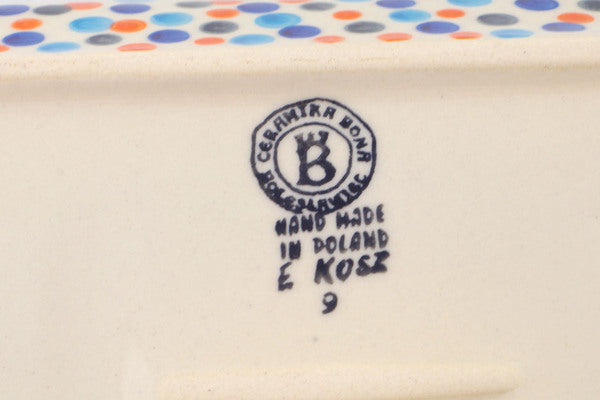 CERAMIKA BONA
BOLESŁAWIEC
B
HAND MADE
IN POLAND
E KOSZ
9